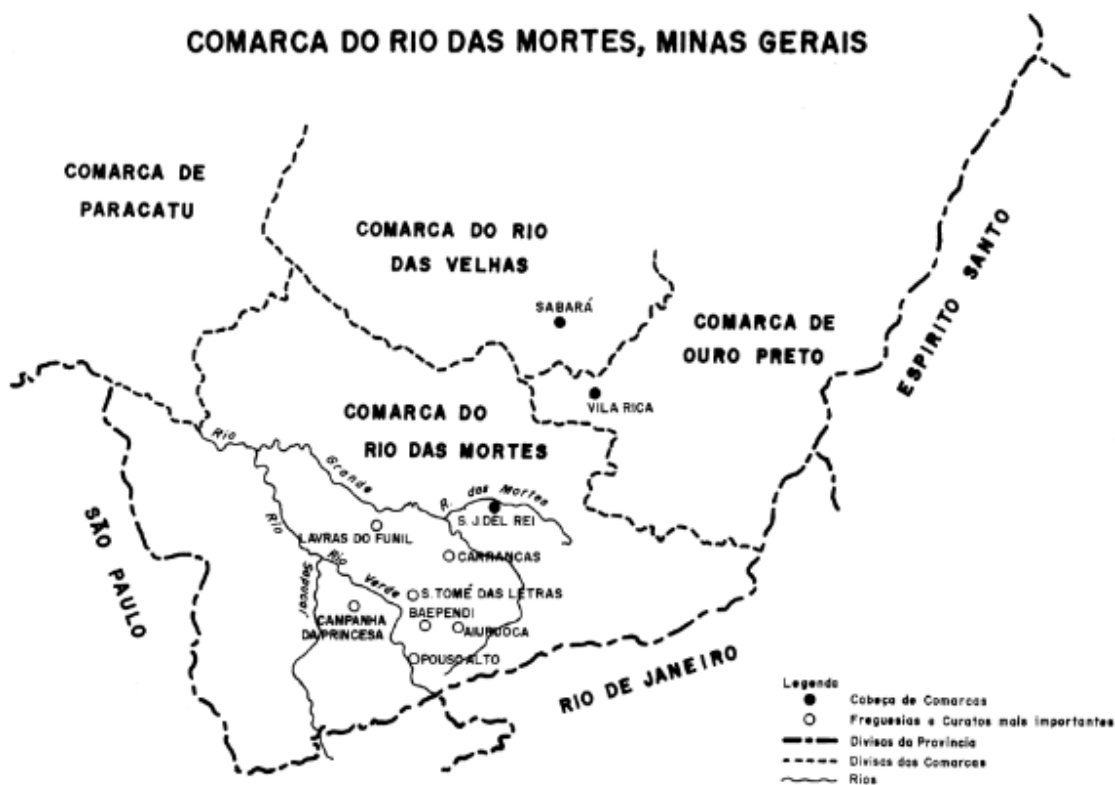 COMARCA DO RIO DAS MORTES, MINAS GERAIS
COMARCA DE
PARACATU
COMARCA DO RIO
DAS VELHAS
SABARÁ
COMARCA DE
OURO PRETO
ESPIRITO SANTO
VILA RICA
COMARCA DO
RIO DAS MORTES
Rio
Grande
R. das Mortes
S. J. DEL REI
Rio
LAVRAS DO FUNIL
CARRANCAS
SÃO PAULO
Rio
Verde
Sapucaí
S. TOMÉ DAS LETRAS
BAEPENDI
CAMPANHA
DA PRINCESA
AIURUOCA
POUSO ALTO
RIO DE JANEIRO
Legenda
Cabeça de Comarcas
Freguesias e Curatos mais importantes
Divisas da Província
Divisas das Comarcas
Rios